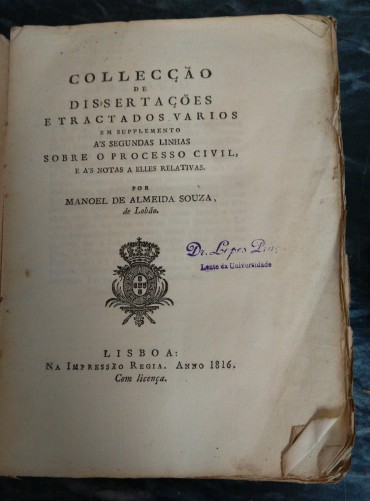 COLLECÇÃO
DE
DISSERTAÇÕES
E TRACTADOS VARIOS
EM SUPPLEMENTO
A'S SEGUNDAS LINHAS
SOBRE O PROCESSO CIVIL,
E A'S NOTAS A ELLES RELATIVAS.
POR
MANOEL DE ALMEIDA SOUZA,
de Lobão.
Dr. Lopes
Lente da Universidade
LISBOA:
NA IMPRESSÃO REGIA. ANNO 1816.
Com licença.